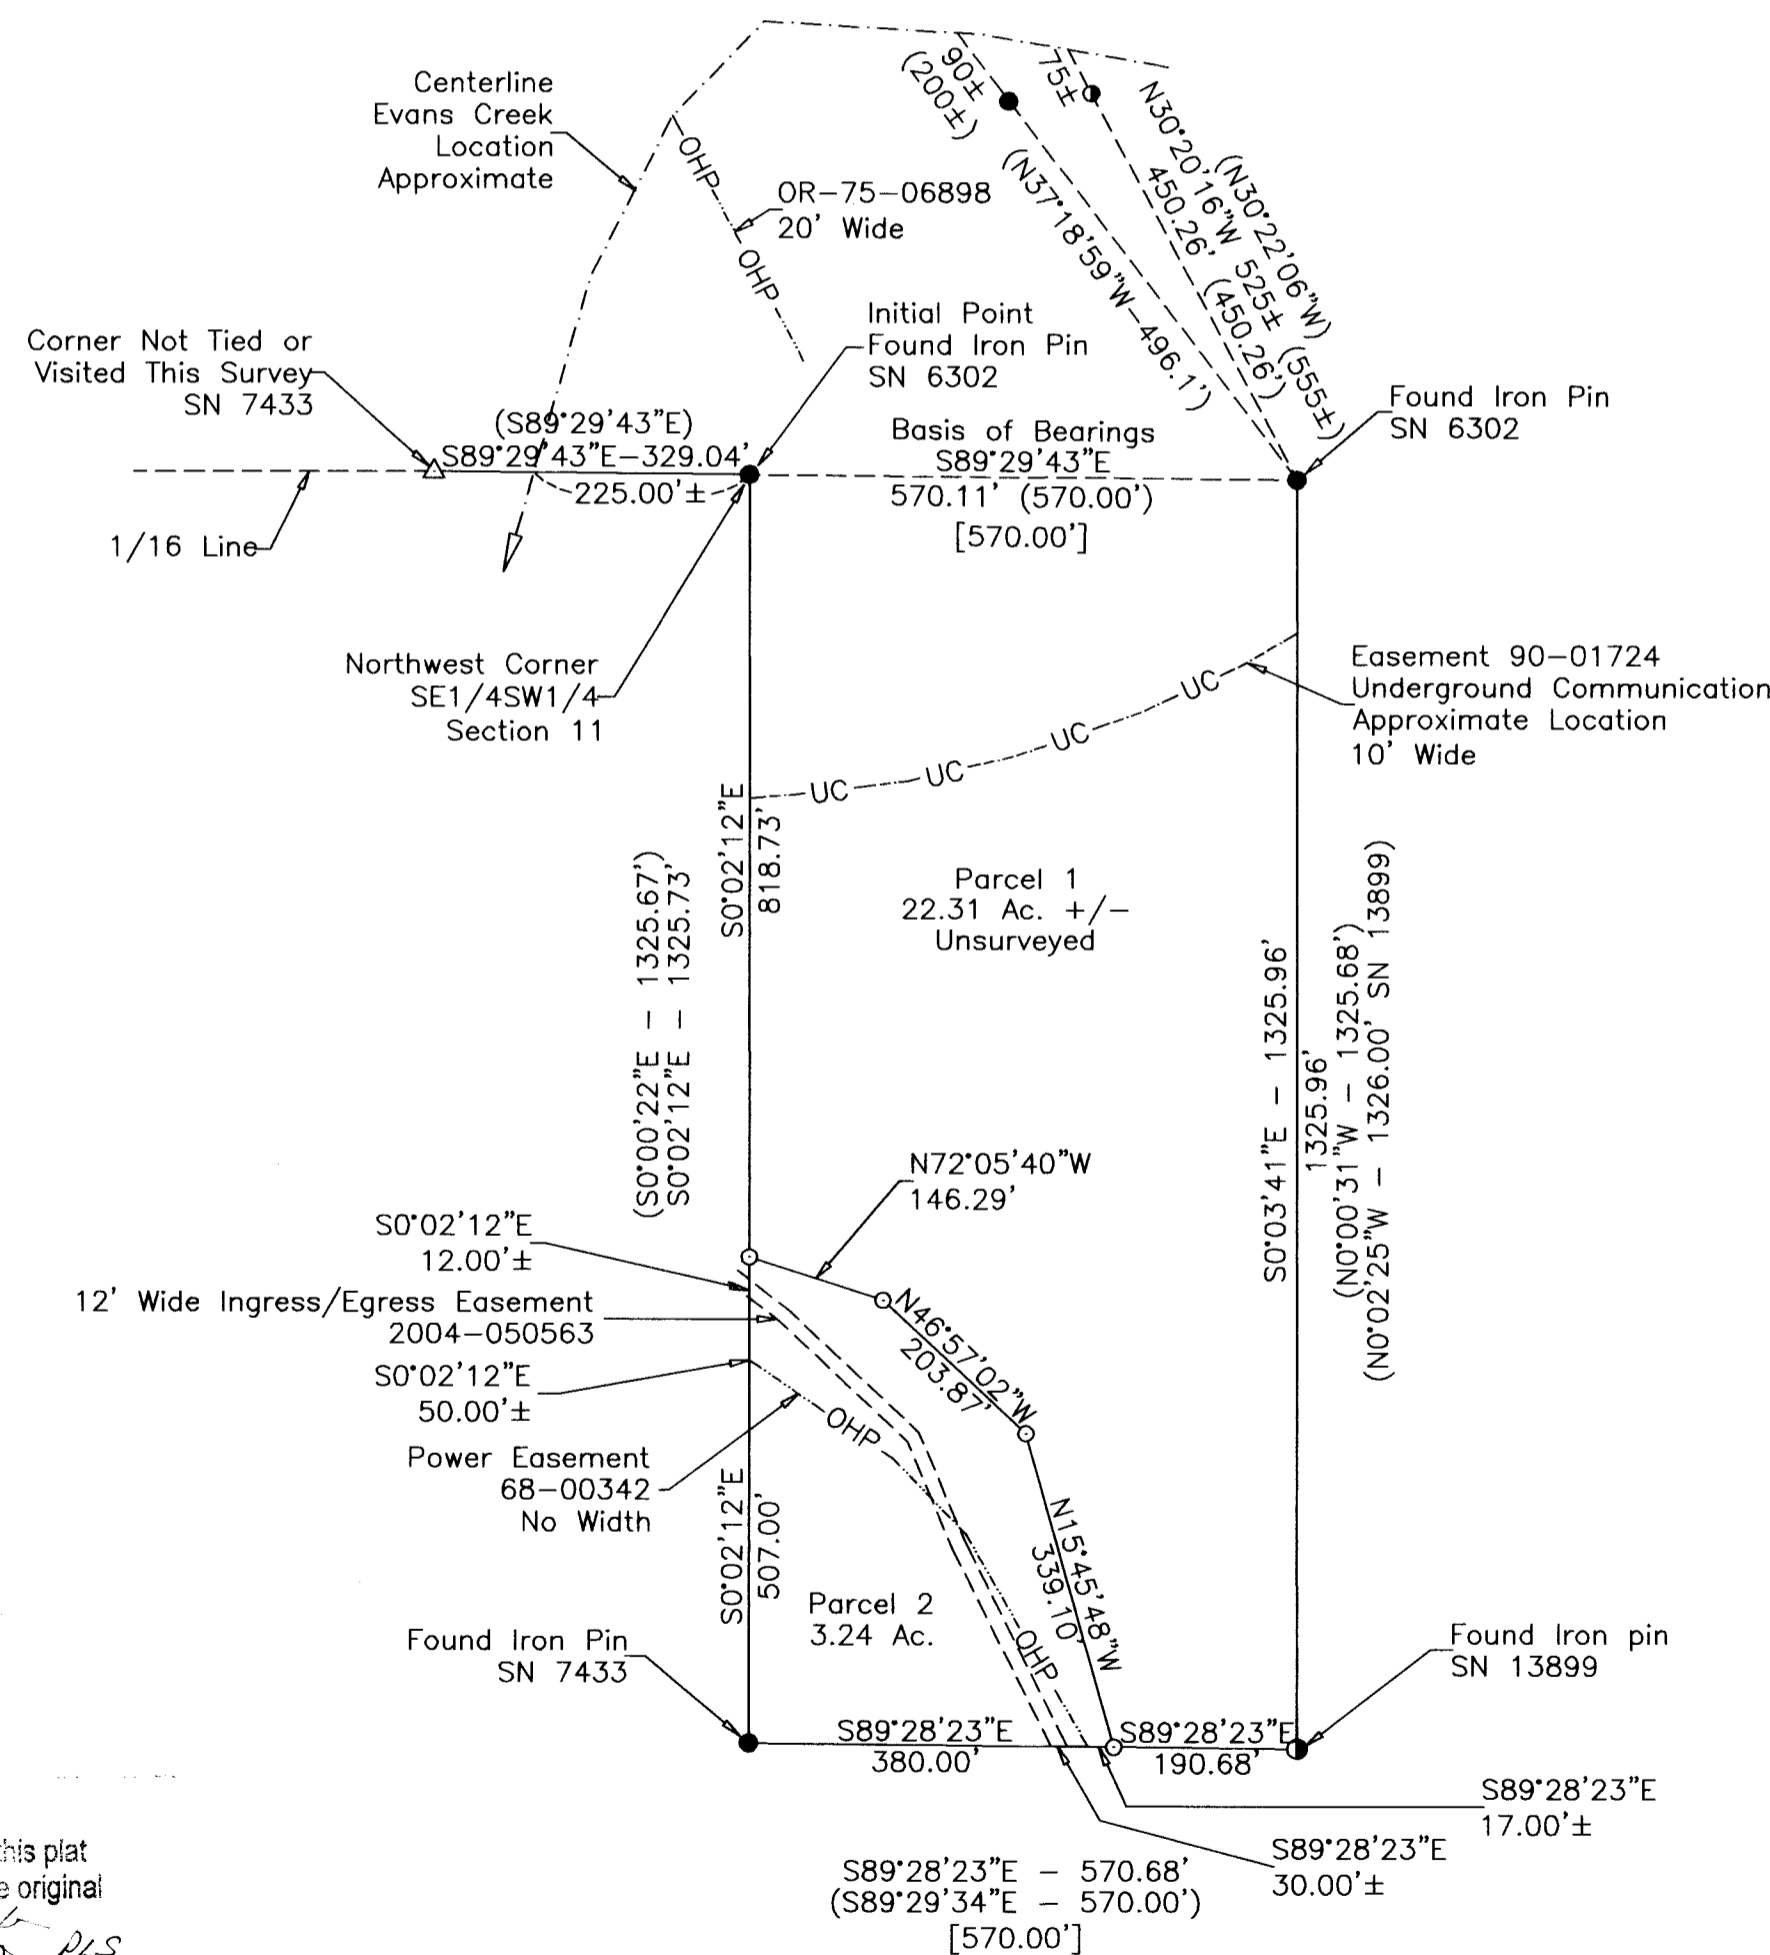 Centerline
Evans Creek
Location
Approximate
OHP
OHP
OR-75-06898
20' Wide
90±
(200±)
75±
(N37°18'59"W-496.1')
(N30°22'06"W)
N30°20'16"W 525± (555±)
450.26' (450.26')
Corner Not Tied or
Visited This Survey
SN 7433
Initial Point
Found Iron Pin
SN 6302
Found Iron Pin
SN 6302
(S89°29'43"E)
S89°29'43"E-329.04'
225.00'±
Basis of Bearings
S89°29'43"E
570.11' (570.00')
[570.00']
1/16 Line
Northwest Corner
SE1/4SW1/4
Section 11
Easement 90-01724
Underground Communication
Approximate Location
10' Wide
UC
UC
UC
UC
S0°02'12"E
818.73'
(S0°00'22"E - 1325.67')
S0°02'12"E - 1325.73'
Parcel 1
22.31 Ac. +/-
Unsurveyed
S0°03'41"E - 1325.96'
1325.96'
(N0°00'31"W - 1325.68')
(N0°02'25"W - 1326.00' SN 13899)
N72°05'40"W
146.29'
S0°02'12"E
12.00'±
12' Wide Ingress/Egress Easement
2004-050563
S0°02'12"E
50.00'±
N46°57'02"W
203.87'
OHP
Power Easement
68-00342
No Width
S0°02'12"E
507.00'
N15°45'48"W
339.10'
Parcel 2
3.24 Ac.
OHP
Found Iron Pin
SN 7433
Found Iron pin
SN 13899
S89°28'23"E
380.00'
S89°28'23"E
190.68'
S89°28'23"E
17.00'±
S89°28'23"E
30.00'±
S89°28'23"E - 570.68'
(S89°29'34"E - 570.00')
[570.00']
this plat
e original
PLS